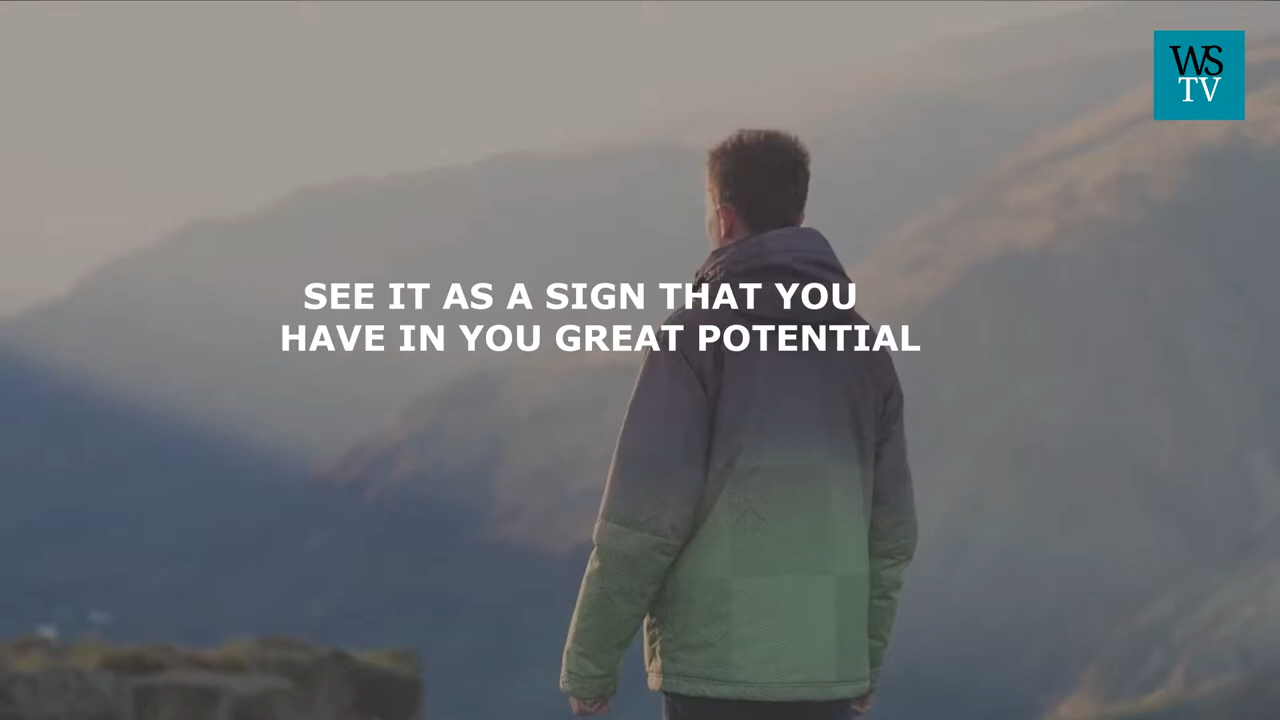 WS
TV
SEE IT AS A SIGN THAT YOU
HAVE IN YOU GREAT POTENTIAL